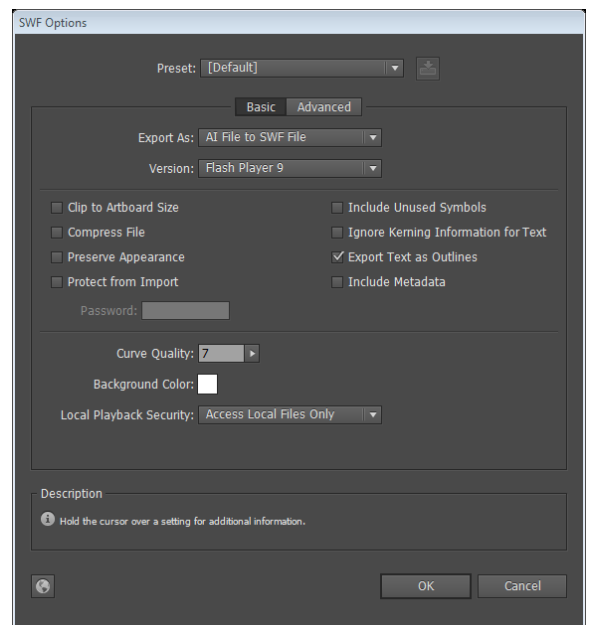 SWF Options
Preset: [Default]
Basic Advanced
Export As: AI File to SWF File
Version: Flash Player 9
Clip to Artboard Size Include Unused Symbols
Compress File Ignore Kerning Information for Text
Preserve Appearance Export Text as Outlines
Protect from Import Include Metadata
Password:
Curve Quality: 7
Background Color:
Local Playback Security: Access Local Files Only
Description
Hold the cursor over a setting for additional information.
OK Cancel